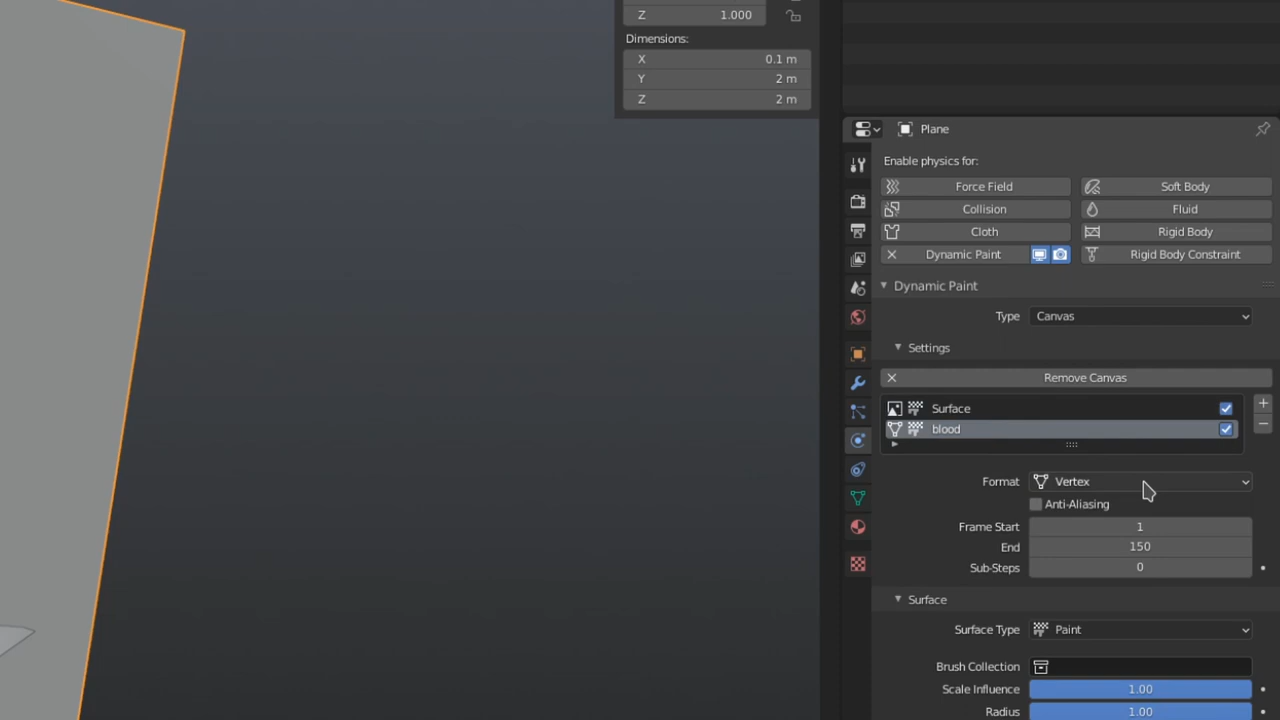 Z 1.000
Dimensions:
X 0.1 m
Y 2 m
Z 2 m
Plane
Enable physics for:
Force Field Soft Body
Collision Fluid
Cloth Rigid Body
Dynamic Paint Rigid Body Constraint
Dynamic Paint
Type Canvas
Settings
Remove Canvas
Surface
blood
Format Vertex
Anti-Aliasing
Frame Start 1
End 150
Sub-Steps 0
Surface
Surface Type Paint
Brush Collection
Scale Influence 1.00
Radius 1.00